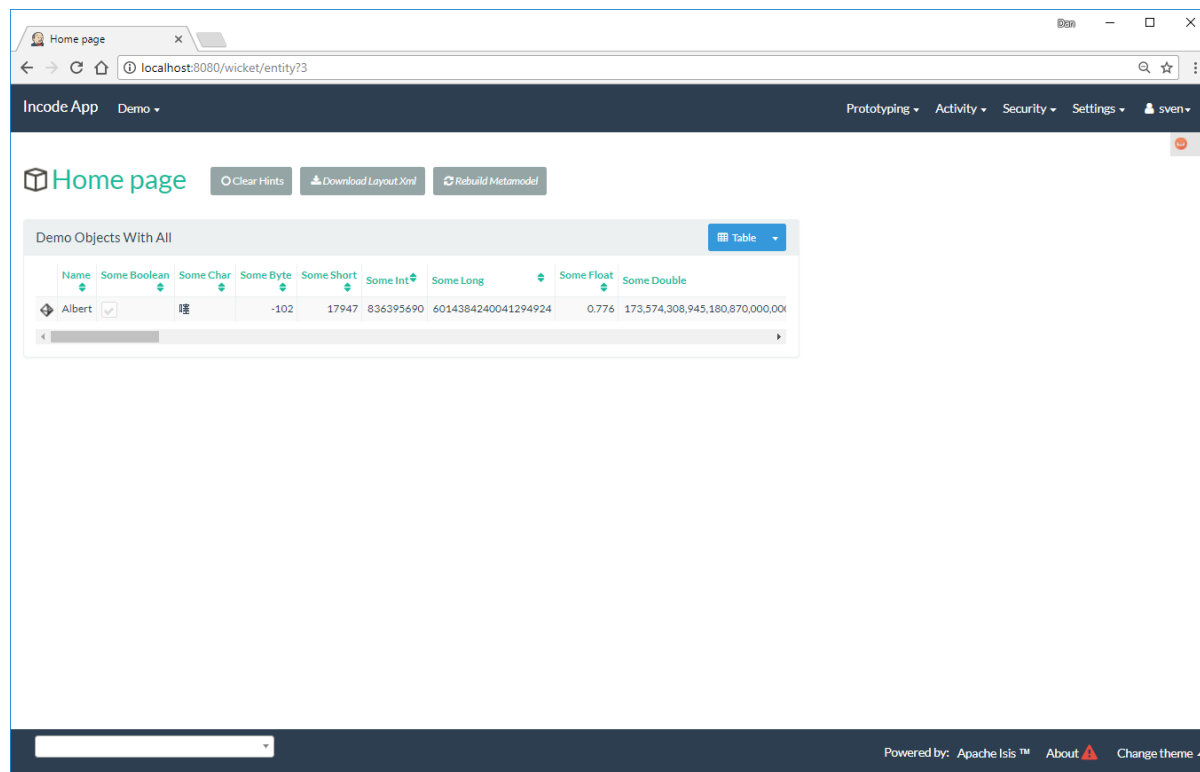 Dan
Home page
localhost:8080/wicket/entity?3
Incode App Demo Prototyping Activity Security Settings sven
Home page Clear Hints Download Layout Xml Rebuild Metamodel
Demo Objects With All Table
Name Some Boolean Some Char Some Byte Some Short Some Int Some Long Some Float Some Double
Albert -102 17947 836395690 6014384240041294924 0.776 173,574,308,945,180,870,000,00
Powered by: Apache Isis ™ About Change theme